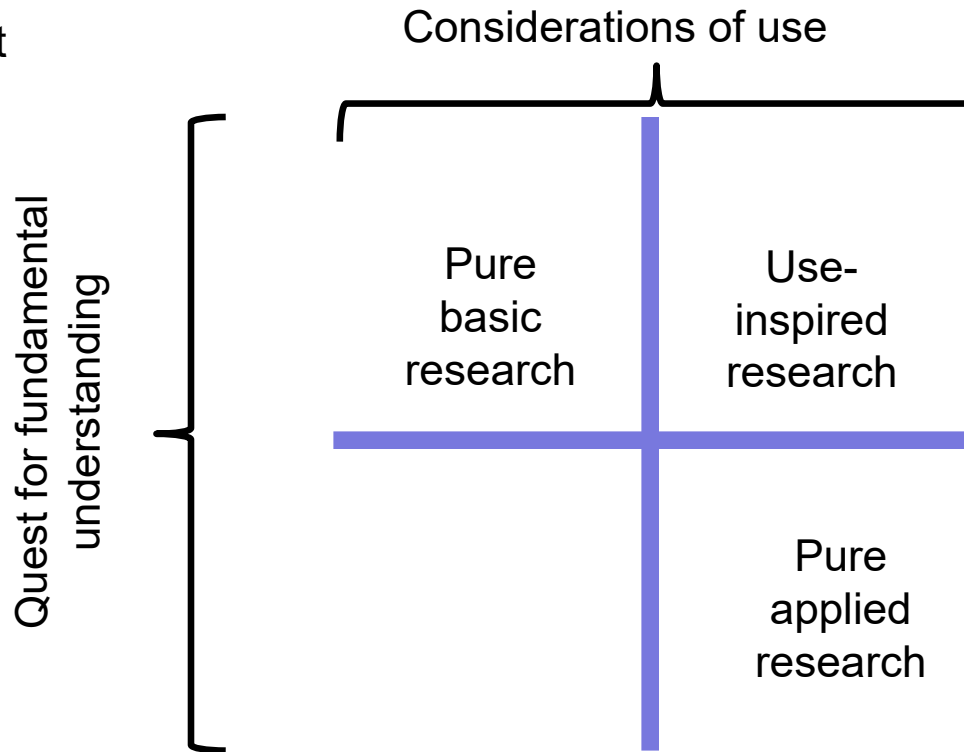 t
Considerations of use
Quest for fundamental
understanding
Pure
basic
research
Use-
inspired
research
Pure
applied
research